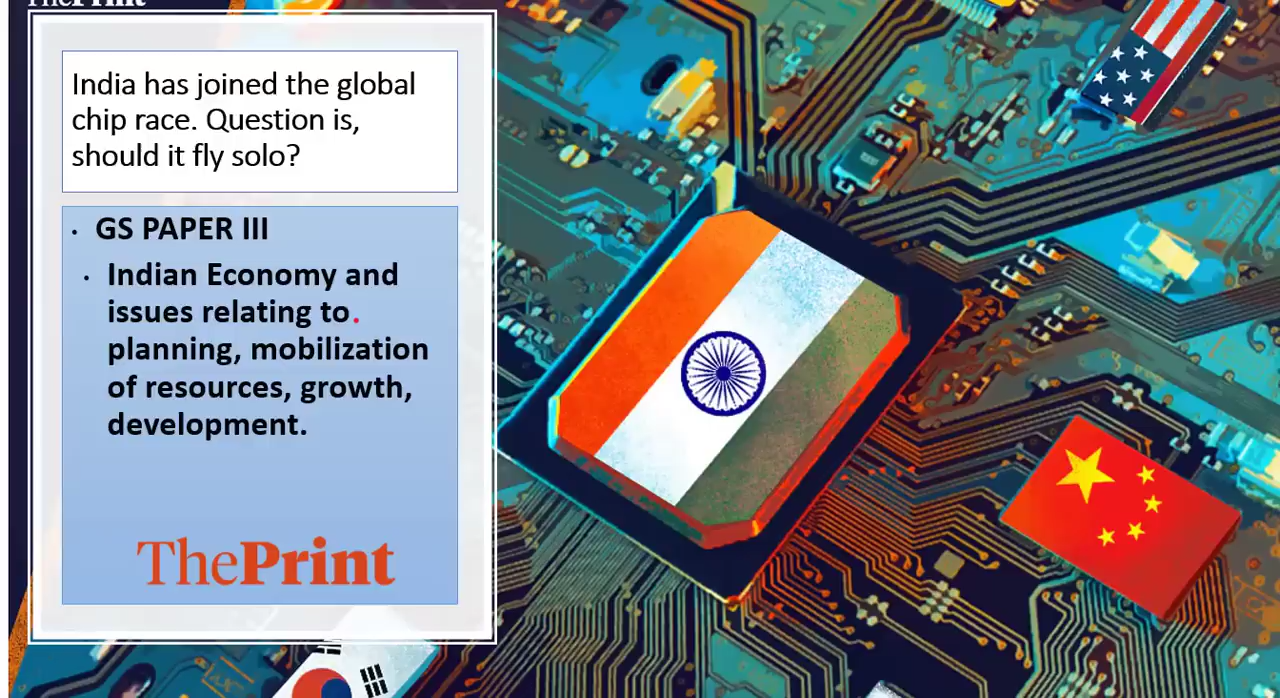 ThePrint
India has joined the global
chip race. Question is,
should it fly solo?
• GS PAPER III
• Indian Economy and
issues relating to.
planning, mobilization
of resources, growth,
development.
ThePrint